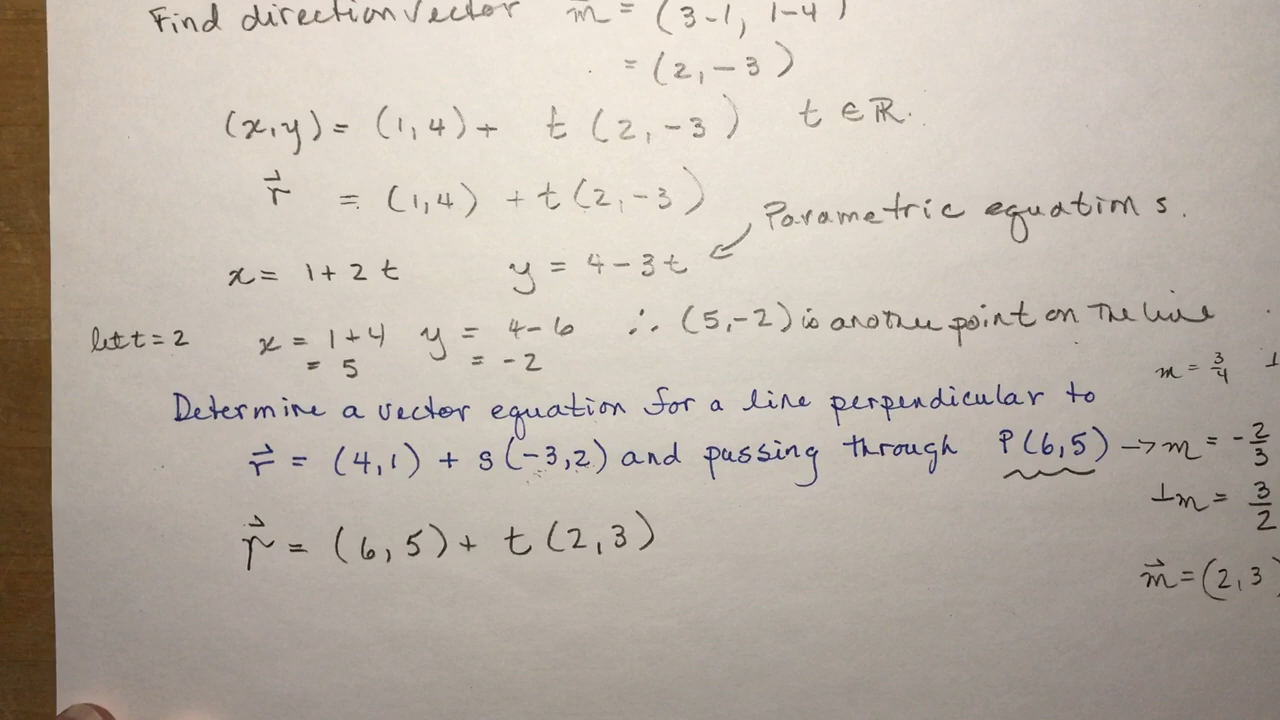 Find direction vector m⃗ = (3-1, 1-4)
= (2, -3)
(x,y) = (1,4) + t (2,-3) t ∈ ℝ.
r⃗ = (1,4) + t(2,-3)
Parametric equations.
x = 1+2t y = 4-3t
let t = 2 x = 1+4 y = 4-6 ∴ (5,-2) is another point on the line
= 5 = -2
m = 3/4 ⊥
Determine a vector equation for a line perpendicular to
r⃗ = (4,1) + s(-3,2) and passing through P(6,5) → m = -2/3
⊥m = 3/2
r⃗ = (6,5) + t(2,3)
m⃗ = (2,3)